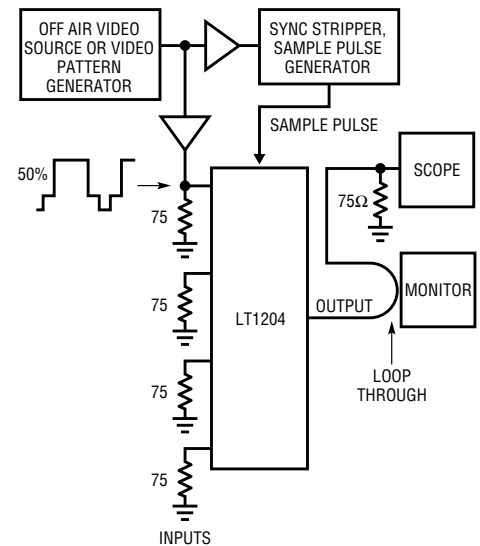 OFF AIR VIDEO
SOURCE OR VIDEO
PATTERN
GENERATOR
SYNC STRIPPER,
SAMPLE PULSE
GENERATOR
SAMPLE PULSE
50%
75
75
75
75
INPUTS
LT1204
OUTPUT
75Ω
SCOPE
MONITOR
LOOP
THROUGH